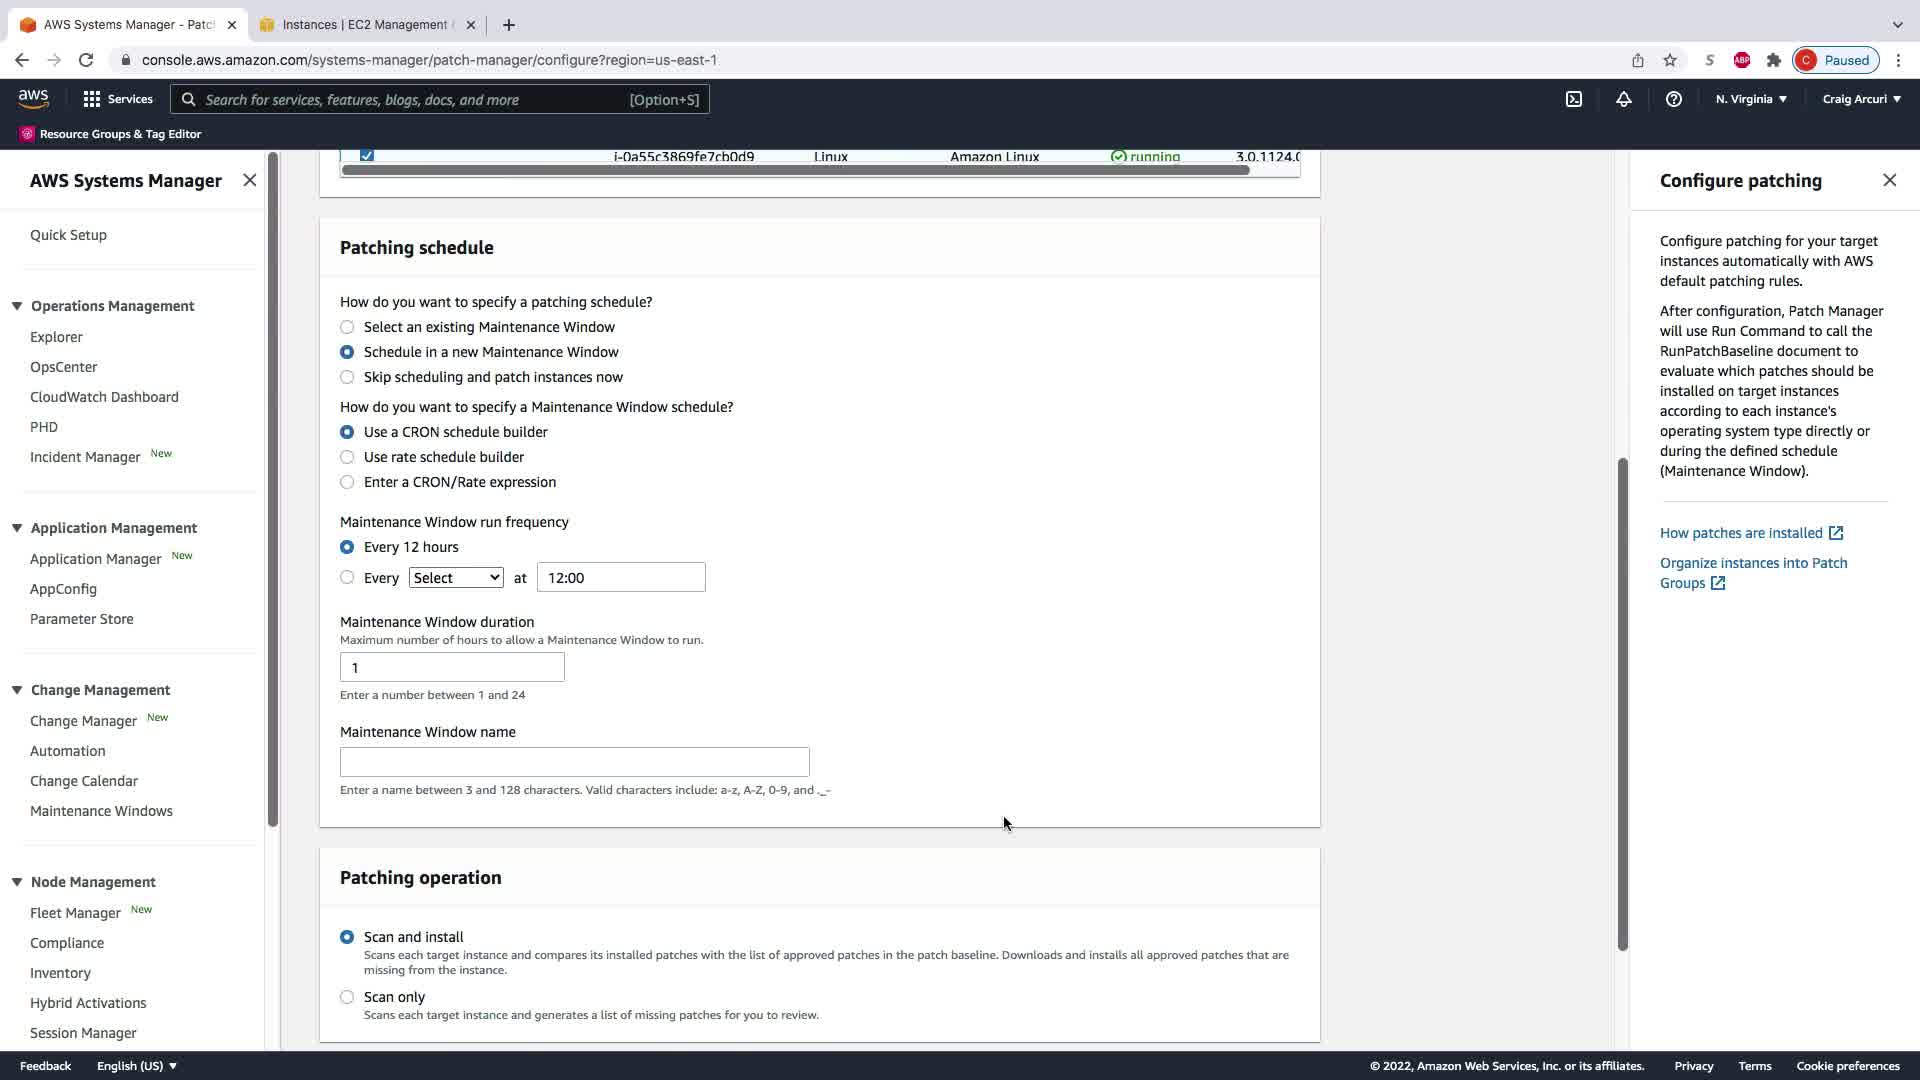 AWS Systems Manager - Patc
Instances | EC2 Management
console.aws.amazon.com/systems-manager/patch-manager/configure?region=us-east-1
S
ABP
C
Paused
aws
Services
Search for services, features, blogs, docs, and more
[Option+S]
N. Virginia
Craig Arcuri
Resource Groups & Tag Editor
AWS Systems Manager
Quick Setup
Operations Management
Explorer
OpsCenter
CloudWatch Dashboard
PHD
Incident Manager New
Application Management
Application Manager New
AppConfig
Parameter Store
Change Management
Change Manager New
Automation
Change Calendar
Maintenance Windows
Node Management
Fleet Manager New
Compliance
Inventory
Hybrid Activations
Session Manager
i-0a55c3869fe7cb0d9 Linux Amazon Linux running 3.0.1124.0
Patching schedule
How do you want to specify a patching schedule?
Select an existing Maintenance Window
Schedule in a new Maintenance Window
Skip scheduling and patch instances now
How do you want to specify a Maintenance Window schedule?
Use a CRON schedule builder
Use rate schedule builder
Enter a CRON/Rate expression
Maintenance Window run frequency
Every 12 hours
Every Select at 12:00
Maintenance Window duration
Maximum number of hours to allow a Maintenance Window to run.
1
Enter a number between 1 and 24
Maintenance Window name
Enter a name between 3 and 128 characters. Valid characters include: a-z, A-Z, 0-9, and ._-
Patching operation
Scan and install
Scans each target instance and compares its installed patches with the list of approved patches in the patch baseline. Downloads and installs all approved patches that are
missing from the instance.
Scan only
Scans each target instance and generates a list of missing patches for you to review.
Configure patching
Configure patching for your target
instances automatically with AWS
default patching rules.
After configuration, Patch Manager
will use Run Command to call the
RunPatchBaseline document to
evaluate which patches should be
installed on target instances
according to each instance's
operating system type directly or
during the defined schedule
(Maintenance Window).
How patches are installed
Organize instances into Patch
Groups
Feedback
English (US)
© 2022, Amazon Web Services, Inc. or its affiliates.
Privacy
Terms
Cookie preferences